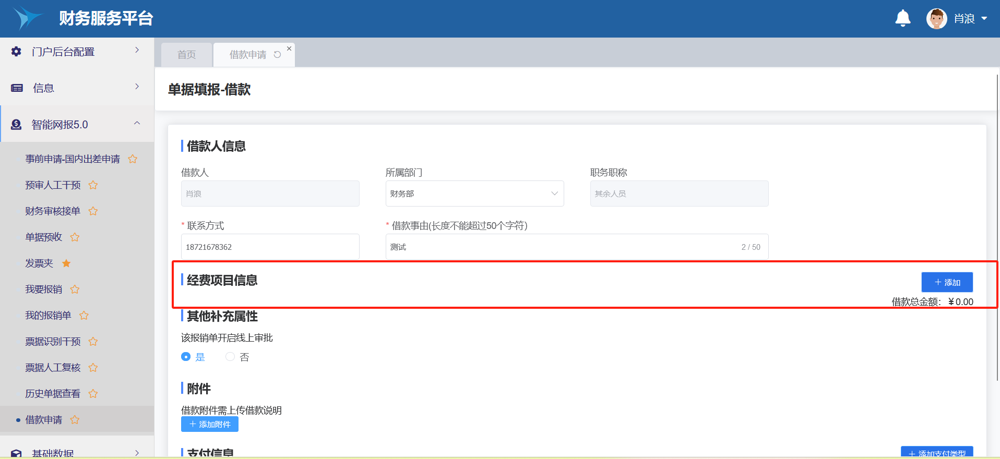 财务服务平台
肖浪
门户后台配置
信息
智能网报5.0
事前申请-国内出差申请
预审人工干预
财务审核接单
单据预收
发票夹
我要报销
我的报销单
票据识别干预
票据人工复核
历史单据查看
借款申请
基础数据
首页
借款申请
单据填报-借款
借款人信息
借款人
所属部门
职务职称
肖浪
财务部
其余人员
* 联系方式
* 借款事由(长度不能超过50个字符)
18721678362
测试
2 / 50
经费项目信息
添加
借款总金额：¥0.00
其他补充属性
该报销单开启线上审批
是
否
附件
借款附件需上传借款说明
添加附件
支付信息
添加支付类型